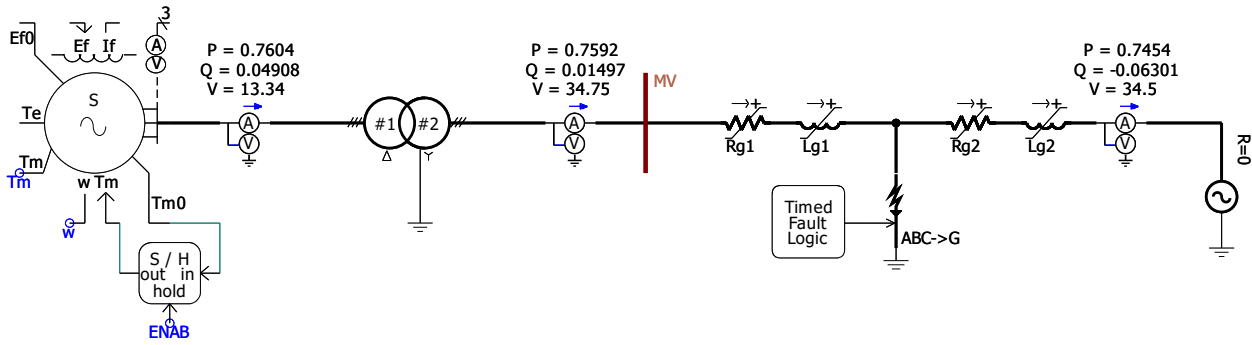 Ef0
Ef If
3
A
V
S
Te
Tm
Tm
w Tm
w
Tm0
S / H
out in
hold
ENAB
P = 0.7604
Q = 0.04908
V = 13.34
A
V
#1 #2
Δ Y
P = 0.7592
Q = 0.01497
V = 34.75
A
V
MV
+
Rg1
+
Lg1
Timed
Fault
Logic
ABC->G
+
Rg2
+
Lg2
P = 0.7454
Q = -0.06301
V = 34.5
A
V
R=0